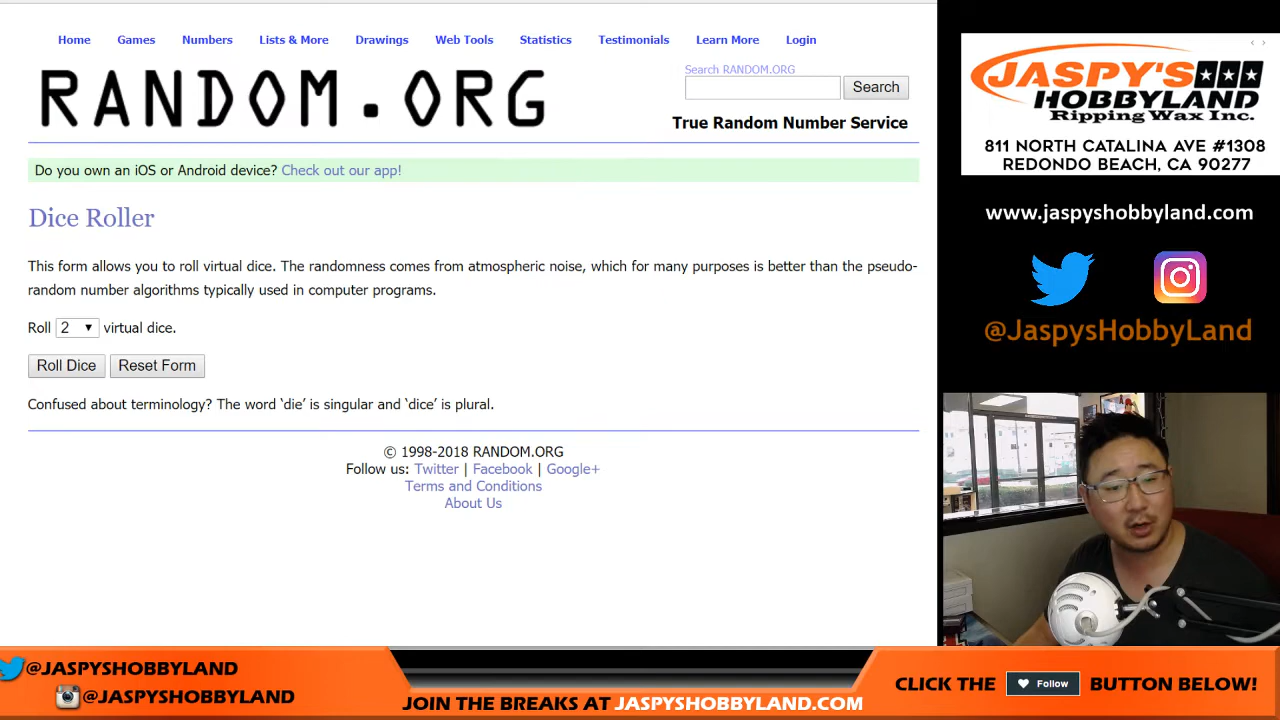 Home Games Numbers Lists & More Drawings Web Tools Statistics Testimonials Learn More Login
RANDOM.ORG
Search RANDOM.ORG
Search
True Random Number Service
Do you own an iOS or Android device? Check out our app!
Dice Roller
This form allows you to roll virtual dice. The randomness comes from atmospheric noise, which for many purposes is better than the pseudo-
random number algorithms typically used in computer programs.
Roll 2 virtual dice.
Roll Dice Reset Form
Confused about terminology? The word ‘die’ is singular and ‘dice’ is plural.
© 1998-2018 RANDOM.ORG
Follow us: Twitter | Facebook | Google+
Terms and Conditions
About Us
JASPY'S
HOBBYLAND
Ripping Wax Inc.
811 NORTH CATALINA AVE #1308
REDONDO BEACH, CA 90277
www.jaspyshobbyland.com
@JaspysHobbyLand
@JASPYSHOBBYLAND
@JASPYSHOBBYLAND
JOIN THE BREAKS AT JASPYSHOBBYLAND.COM
CLICK THE Follow BUTTON BELOW!